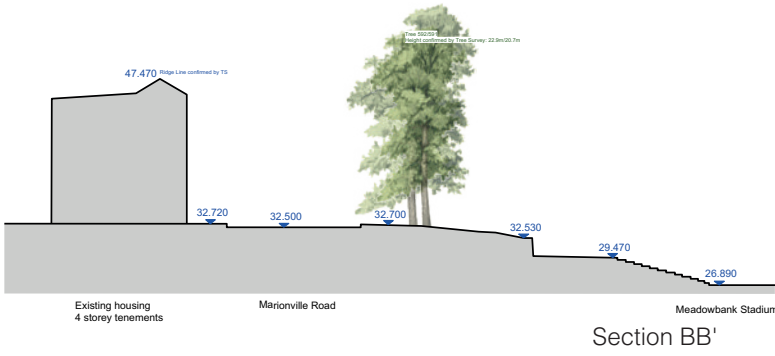 Tree 592/59
Height confirmed by Tree Survey: 22.9m/20.7m
47.470 Ridge Line confirmed by TS
32.720
32.500
32.700
32.530
29.470
26.890
Existing housing
4 storey tenements
Marionville Road
Meadowbank Stadium
Section BB'